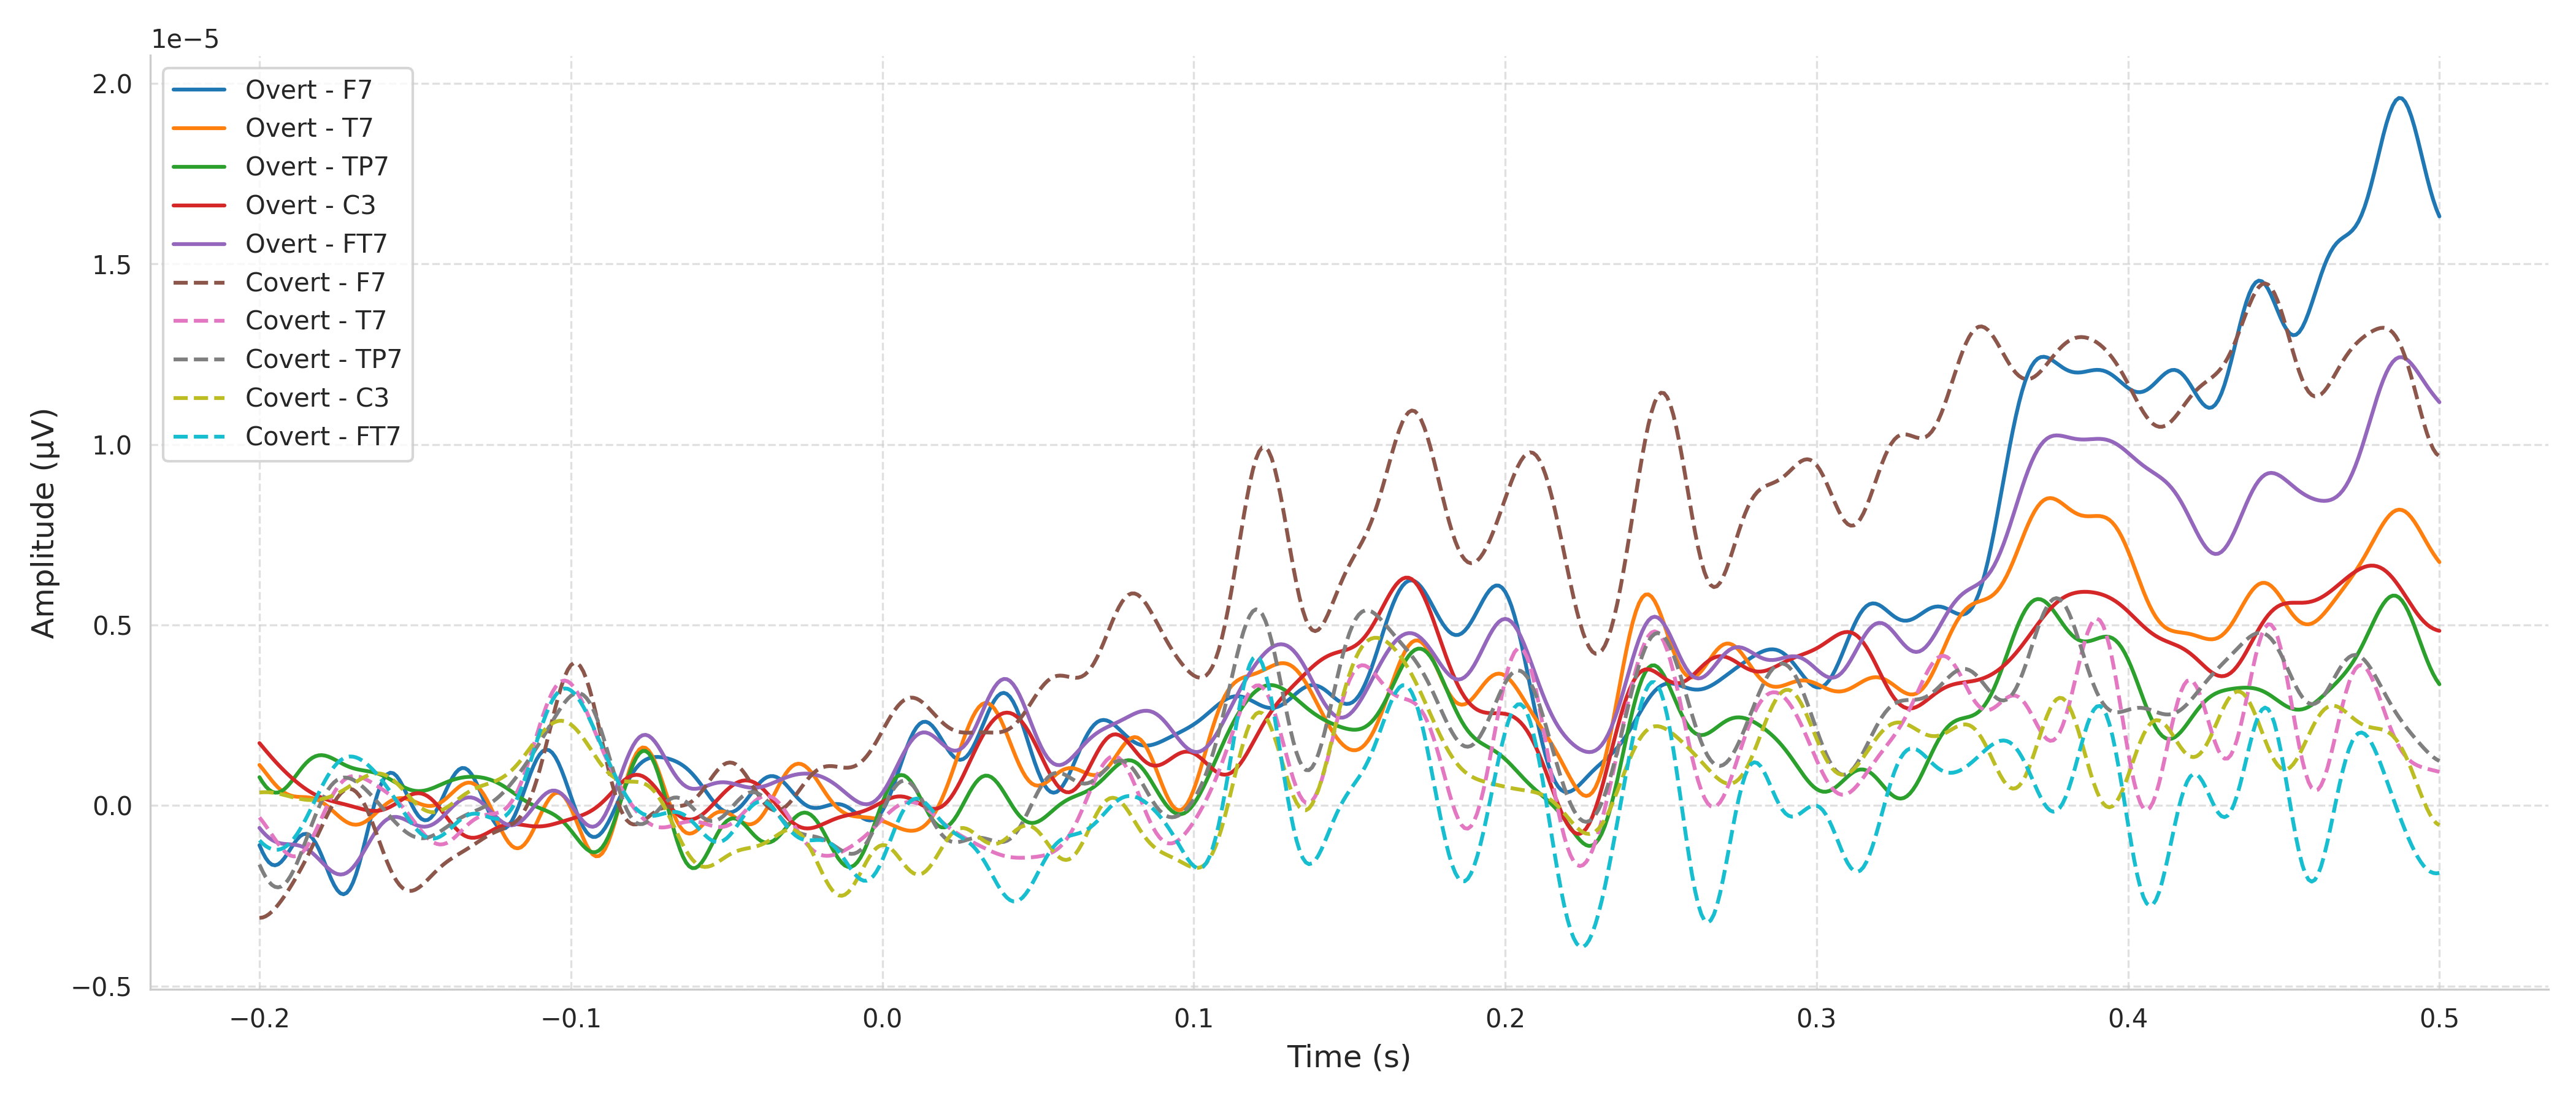 1e−5
2.0
1.5
1.0
0.5
0.0
−0.5
Amplitude (µV)
Overt - F7
Overt - T7
Overt - TP7
Overt - C3
Overt - FT7
Covert - F7
Covert - T7
Covert - TP7
Covert - C3
Covert - FT7
−0.2 −0.1 0.0 0.1 0.2 0.3 0.4 0.5
Time (s)